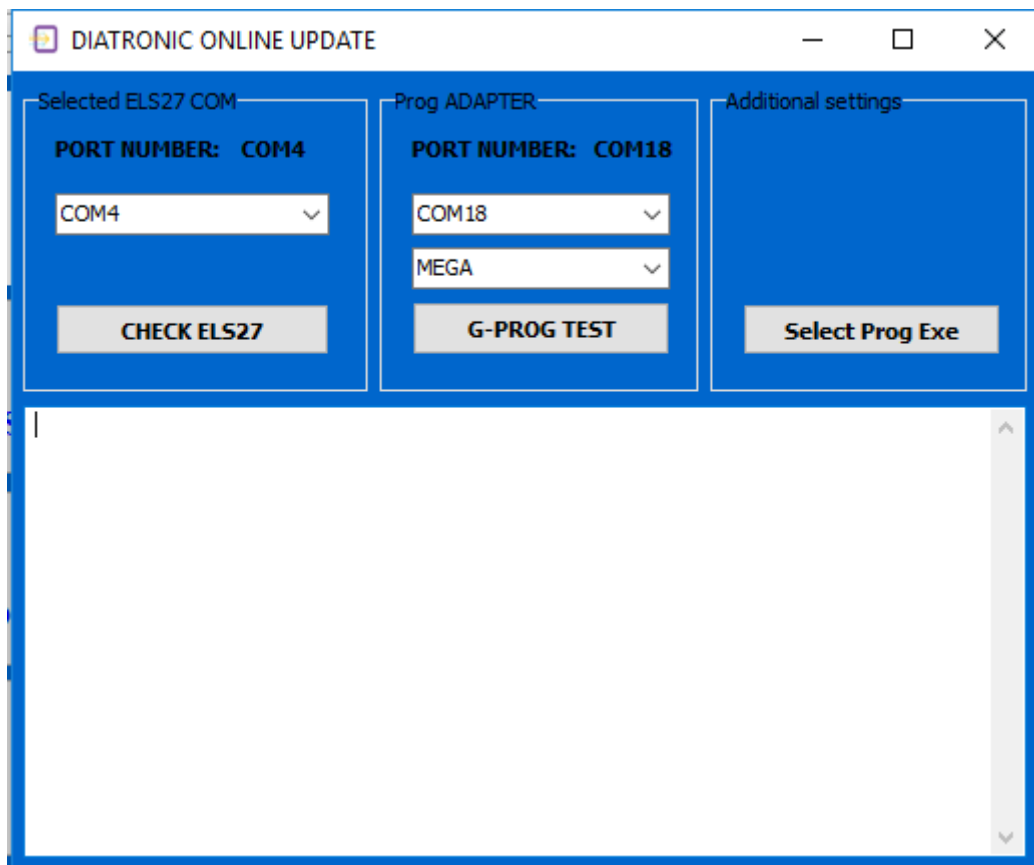 DIATRONIC ONLINE UPDATE
Selected ELS27 COM
PORT NUMBER: COM4
COM4
CHECK ELS27
Prog ADAPTER
PORT NUMBER: COM18
COM18
MEGA
G-PROG TEST
Additional settings
Select Prog Exe